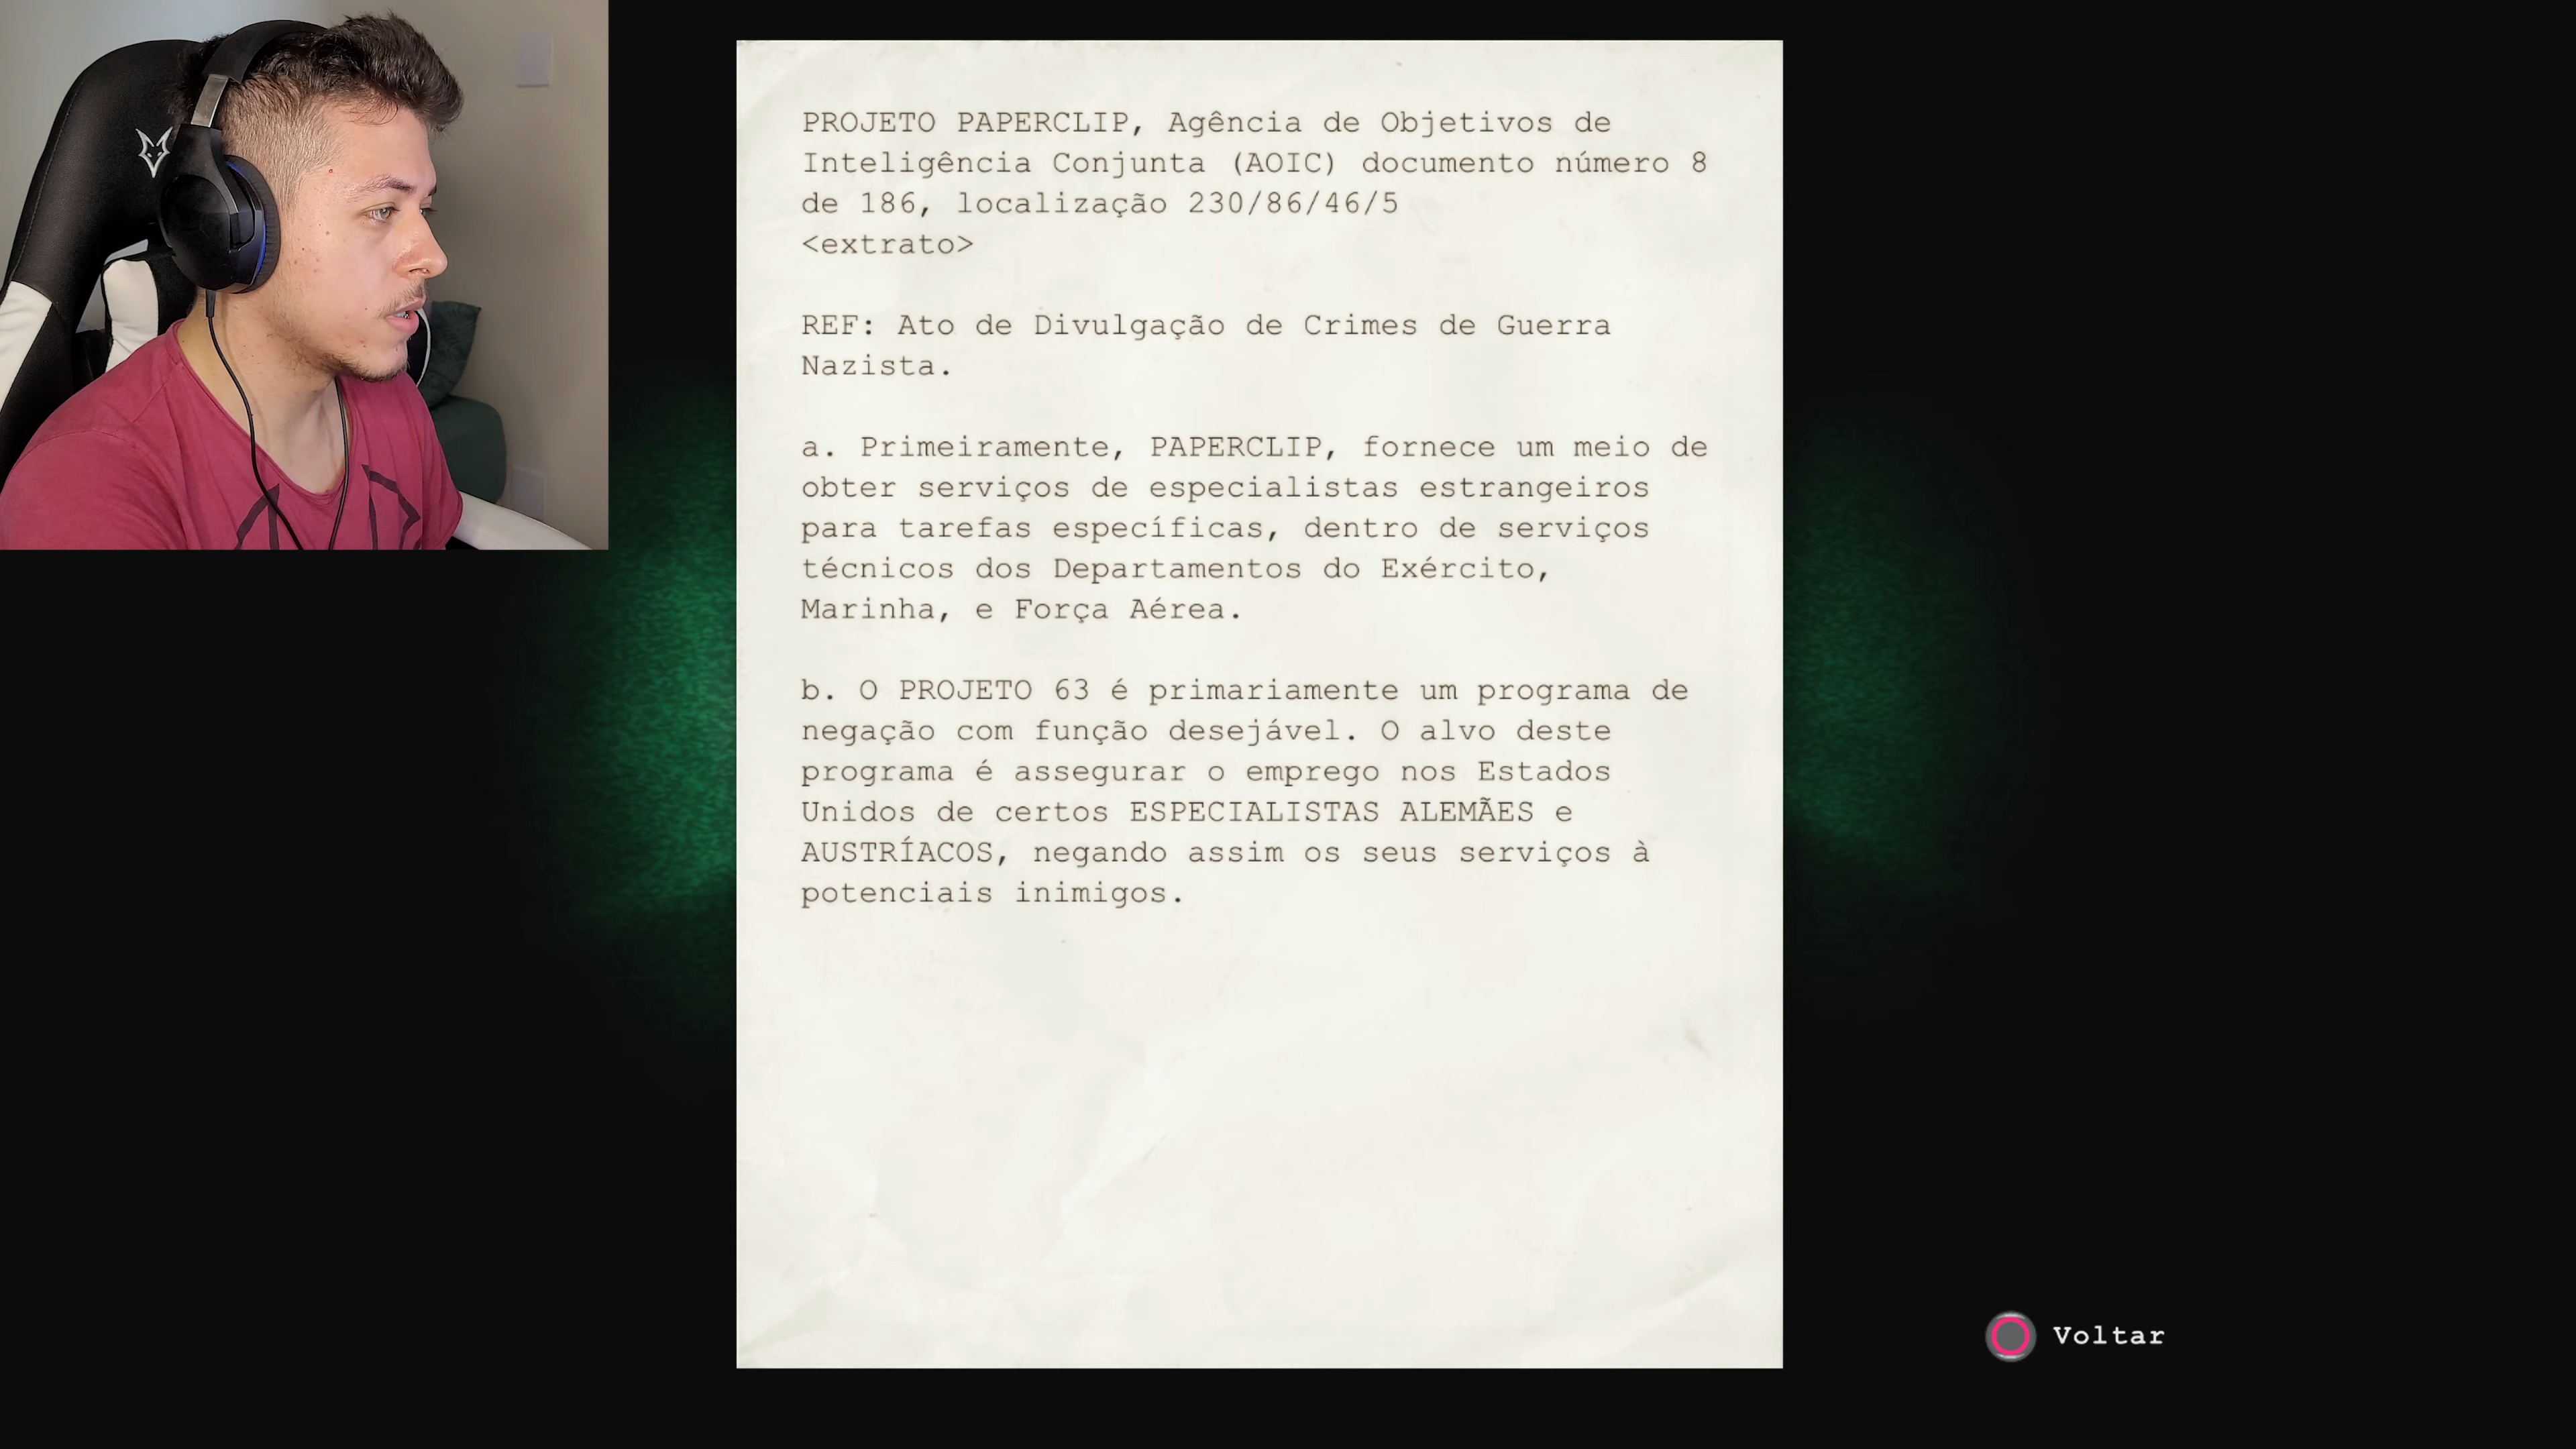 PROJETO PAPERCLIP, Agência de Objetivos de
Inteligência Conjunta (AOIC) documento número 8
de 186, localização 230/86/46/5
<extrato>
REF: Ato de Divulgação de Crimes de Guerra
Nazista.
a. Primeiramente, PAPERCLIP, fornece um meio de
obter serviços de especialistas estrangeiros
para tarefas específicas, dentro de serviços
técnicos dos Departamentos do Exército,
Marinha, e Força Aérea.
b. O PROJETO 63 é primariamente um programa de
negação com função desejável. O alvo deste
programa é assegurar o emprego nos Estados
Unidos de certos ESPECIALISTAS ALEMÃES e
AUSTRÍACOS, negando assim os seus serviços à
potenciais inimigos.
Voltar